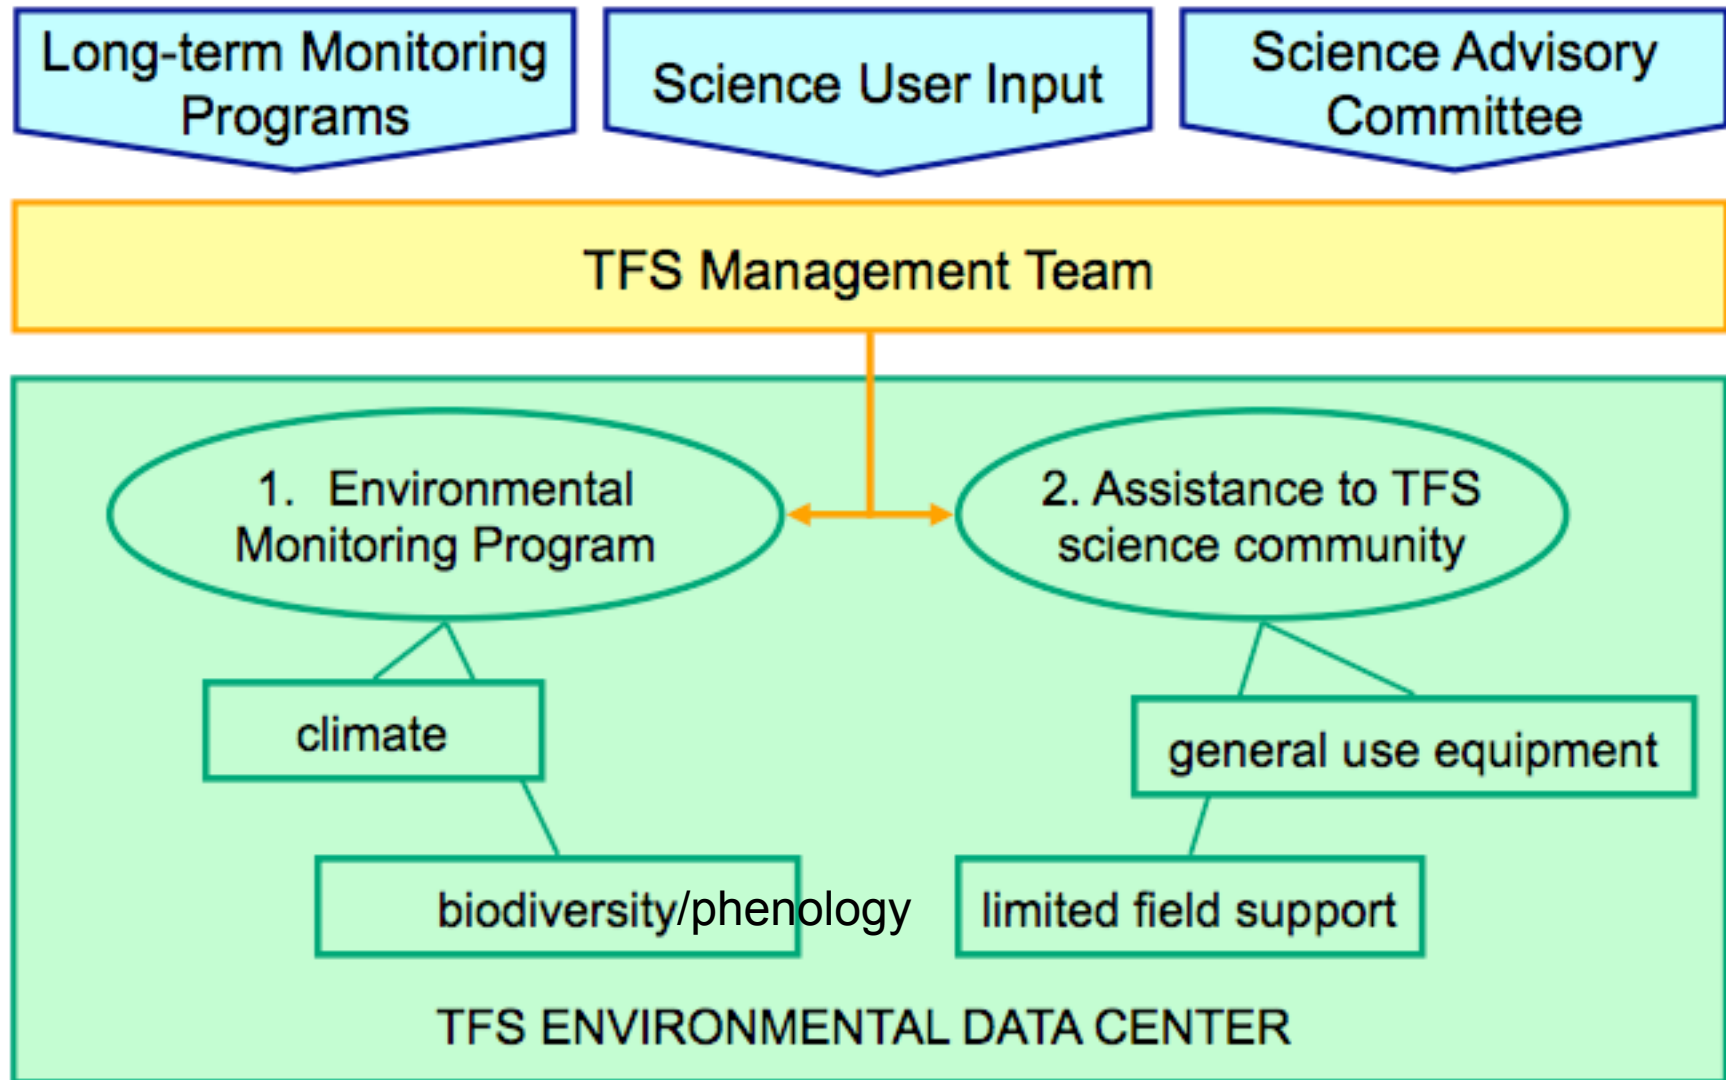 Long-term Monitoring
Programs
Science User Input
Science Advisory
Committee
TFS Management Team
1. Environmental
Monitoring Program
2. Assistance to TFS
science community
climate
general use equipment
biodiversity/phenology
limited field support
TFS ENVIRONMENTAL DATA CENTER